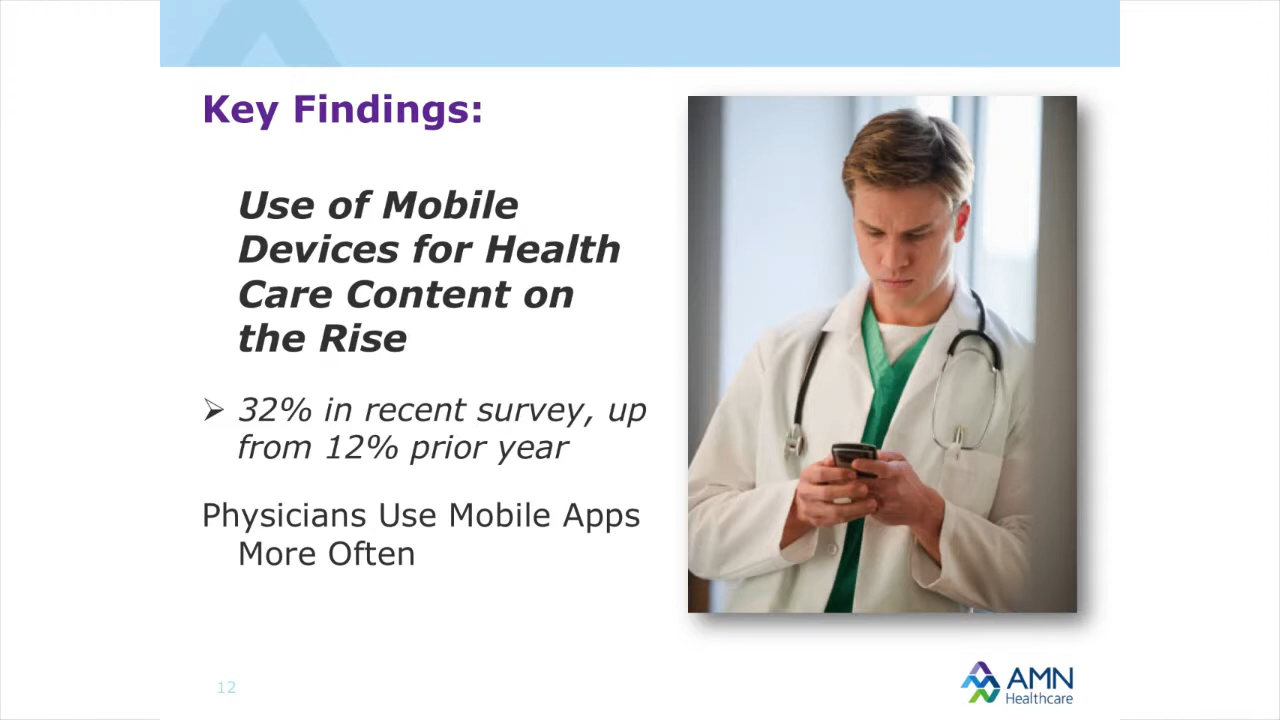 Key Findings:
Use of Mobile
Devices for Health
Care Content on
the Rise
➢ 32% in recent survey, up
from 12% prior year
Physicians Use Mobile Apps
More Often
12
AMN
Healthcare